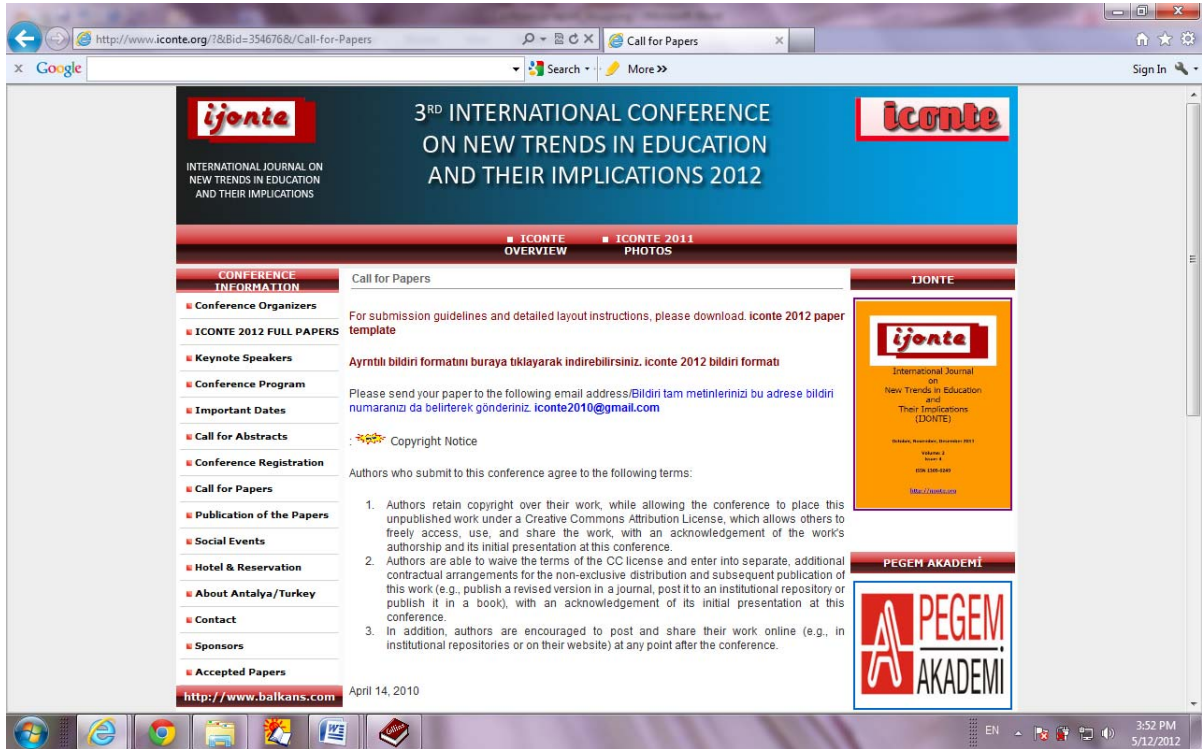 http://www.iconte.org/?&Bid=354676&/Call-for-Papers
Call for Papers
x Google
Search
More >>
Sign In
ijonte
INTERNATIONAL JOURNAL ON
NEW TRENDS IN EDUCATION
AND THEIR IMPLICATIONS
3RD INTERNATIONAL CONFERENCE
ON NEW TRENDS IN EDUCATION
AND THEIR IMPLICATIONS 2012
iconte
ICONTE
OVERVIEW
ICONTE 2011
PHOTOS
CONFERENCE
INFORMATION
Conference Organizers
ICONTE 2012 FULL PAPERS
Keynote Speakers
Conference Program
Important Dates
Call for Abstracts
Conference Registration
Call for Papers
Publication of the Papers
Social Events
Hotel & Reservation
About Antalya/Turkey
Contact
Sponsors
Accepted Papers
http://www.balkans.com
Call for Papers
For submission guidelines and detailed layout instructions, please download. iconte 2012 paper
template
Ayrntılı bildiri formatını buraya tıklayarak indirebilirsiniz. iconte 2012 bildiri formatı
Please send your paper to the following email address/Bildiri tam metinlerinizi bu adrese bildiri
numaranızı da belirterek gönderiniz. iconte2010@gmail.com
: Copyright Notice
Authors who submit to this conference agree to the following terms:
1. Authors retain copyright over their work, while allowing the conference to place this
unpublished work under a Creative Commons Attribution License, which allows others to
freely access, use, and share the work, with an acknowledgement of the work's
authorship and its initial presentation at this conference.
2. Authors are able to waive the terms of the CC license and enter into separate, additional
contractual arrangements for the non-exclusive distribution and subsequent publication of
this work (e.g., publish a revised version in a journal, post it to an institutional repository or
publish it in a book), with an acknowledgement of its initial presentation at this
conference.
3. In addition, authors are encouraged to post and share their work online (e.g., in
institutional repositories or on their website) at any point after the conference.
April 14, 2010
IJONTE
ijonte
International Journal
on
New Trends in Education
and
Their Implications
(IJONTE)
http://ijonte.org
PEGEM AKADEMİ
PEGEM
AKADEMİ
Collins
EN
3:52 PM
5/12/2012